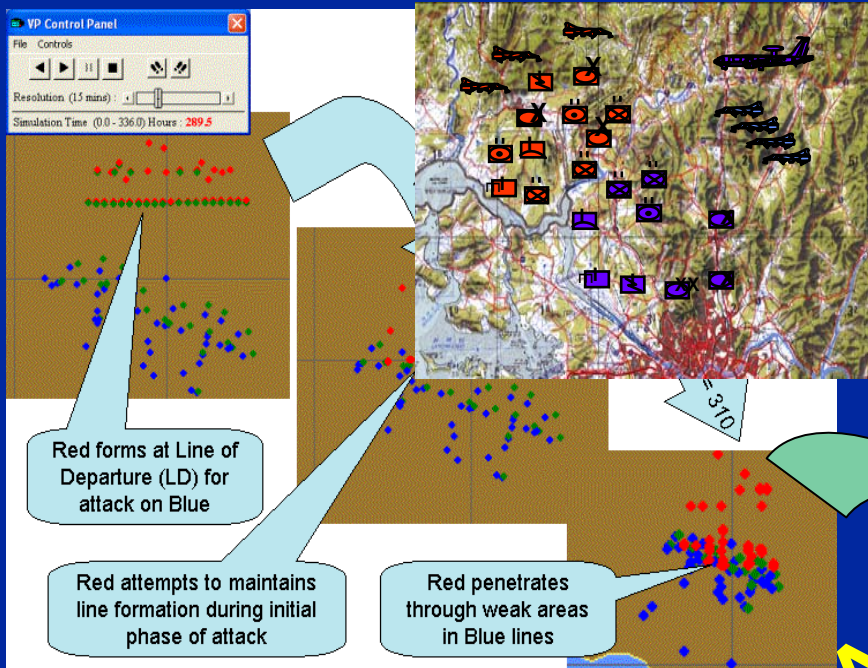 VP Control Panel
File Controls
Resolution (15 mins) :
Simulation Time (0.0 - 336.0) Hours : 289.5
= 310
Red forms at Line of
Departure (LD) for
attack on Blue
Red attempts to maintains
line formation during initial
phase of attack
Red penetrates
through weak areas
in Blue lines